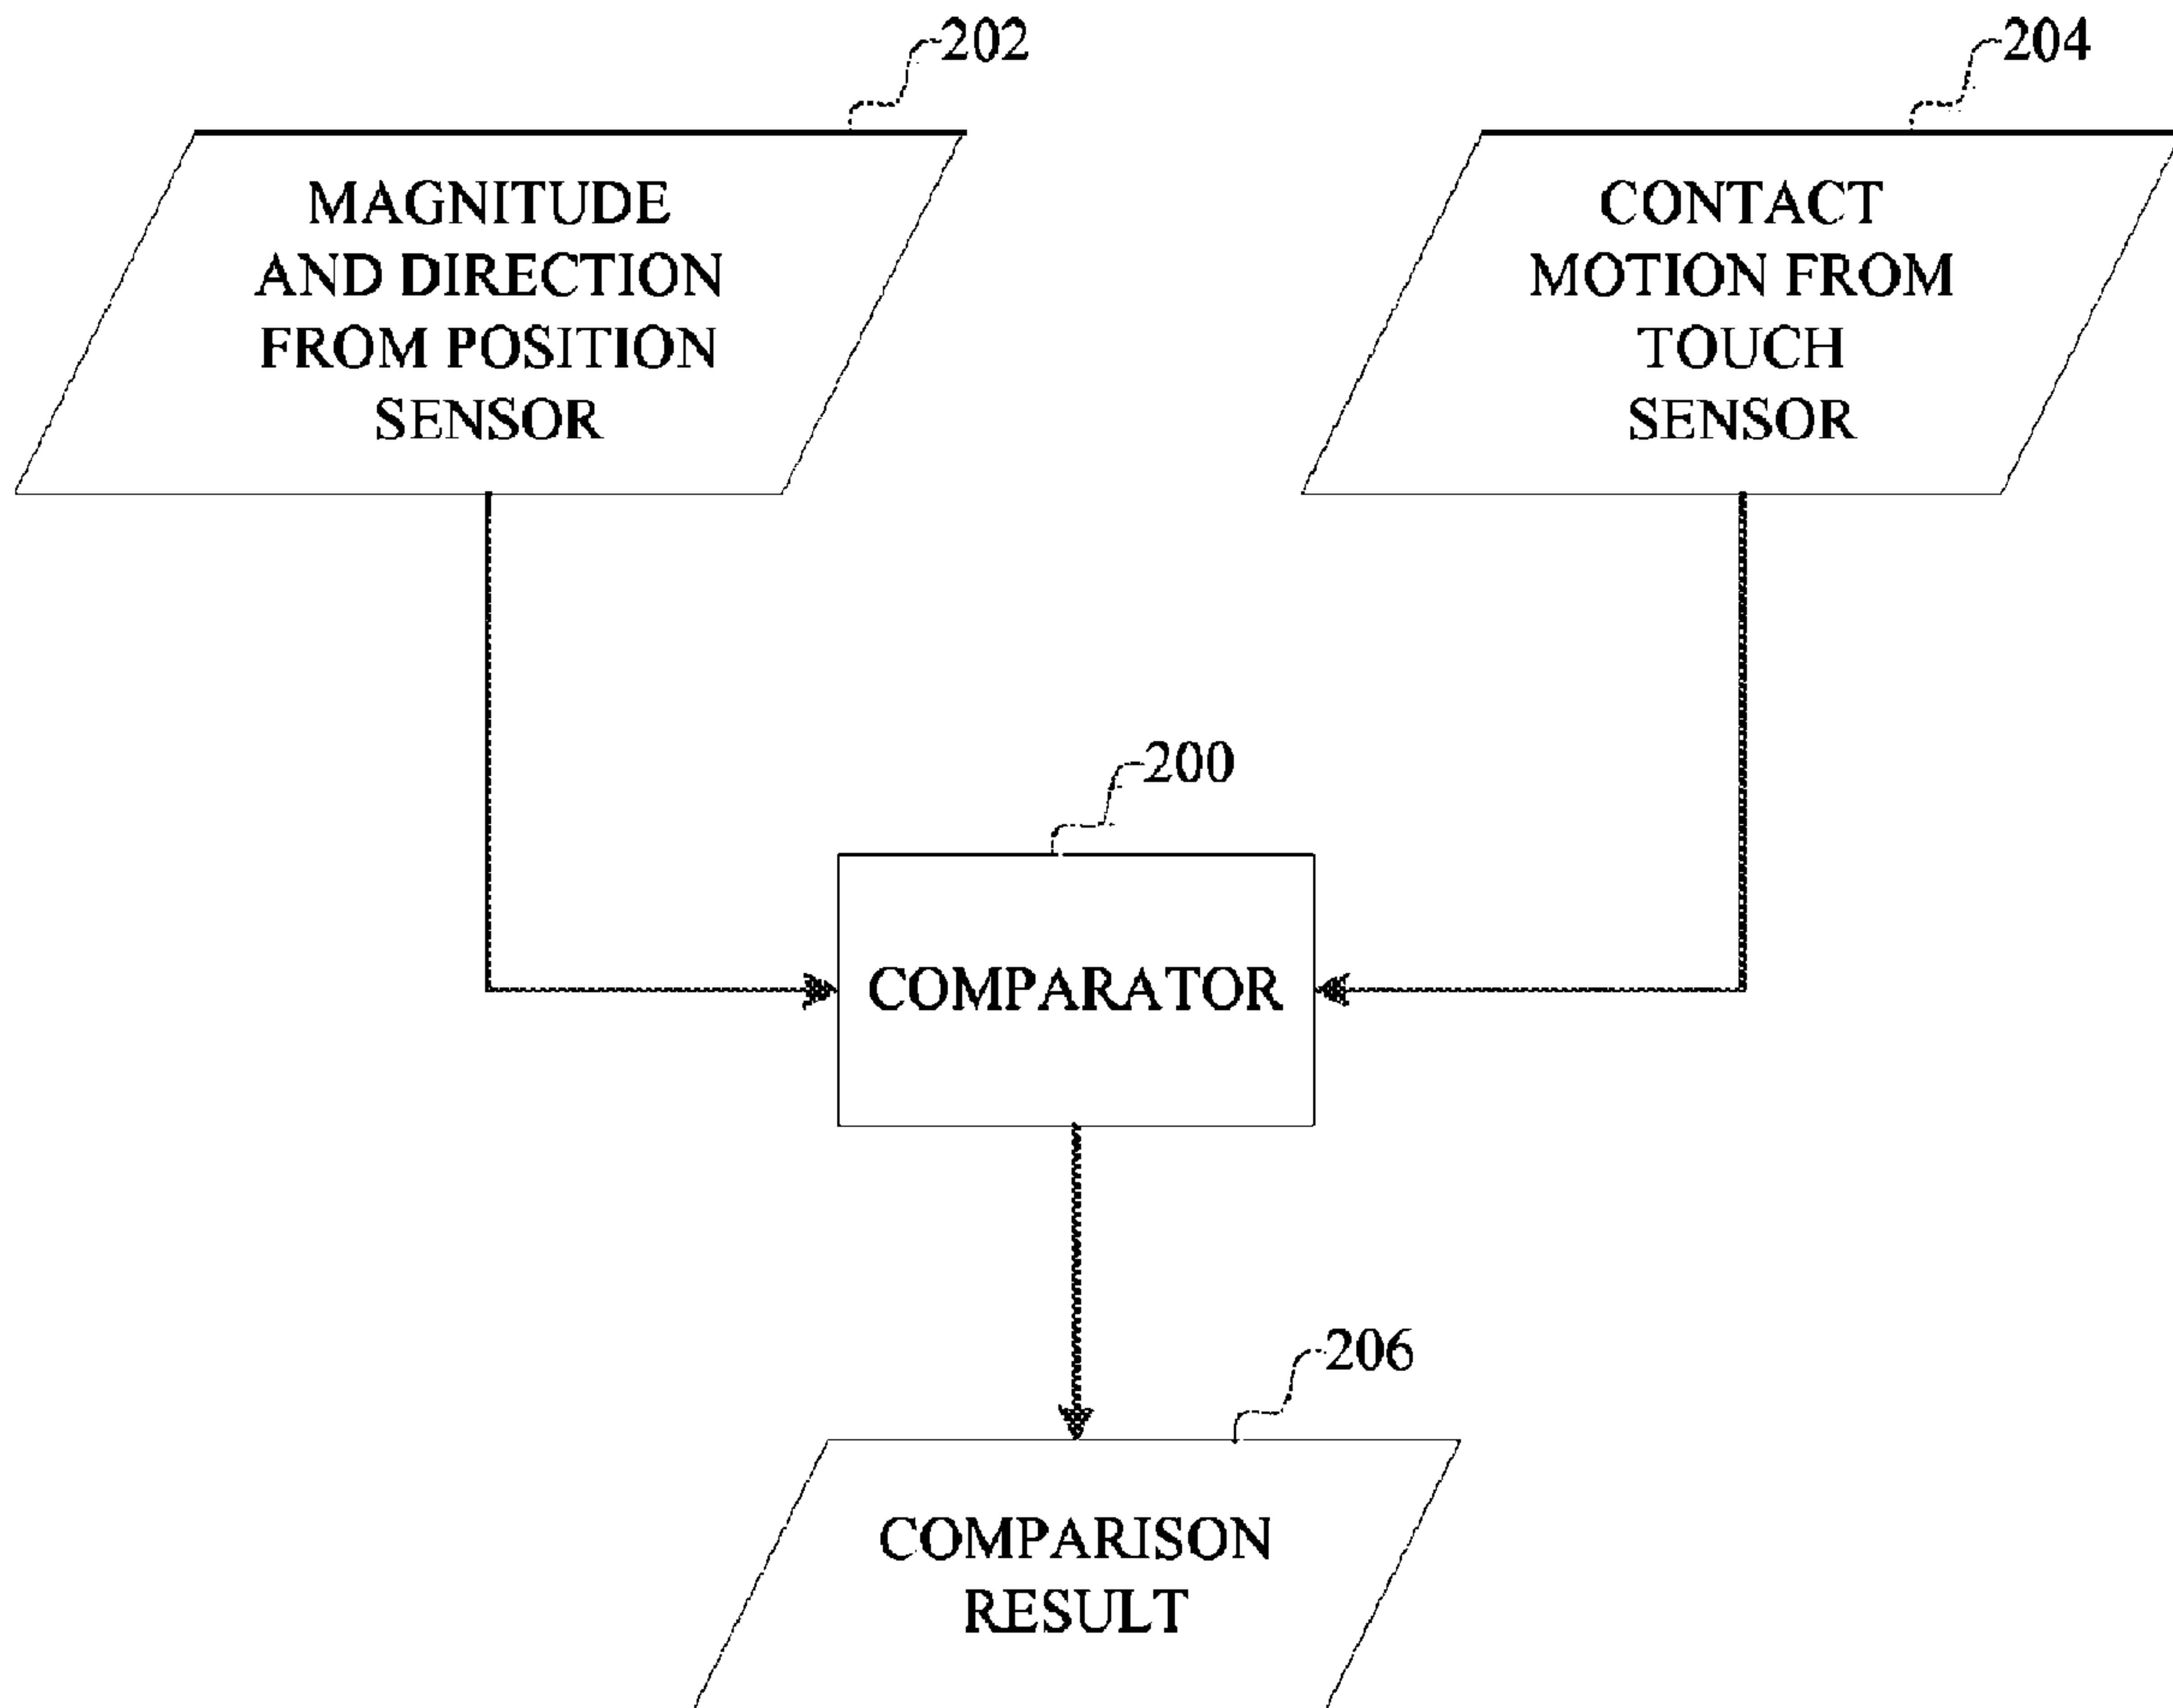 202
204
MAGNITUDE
AND DIRECTION
FROM POSITION
SENSOR
CONTACT
MOTION FROM
TOUCH
SENSOR
200
COMPARATOR
206
COMPARISON
RESULT